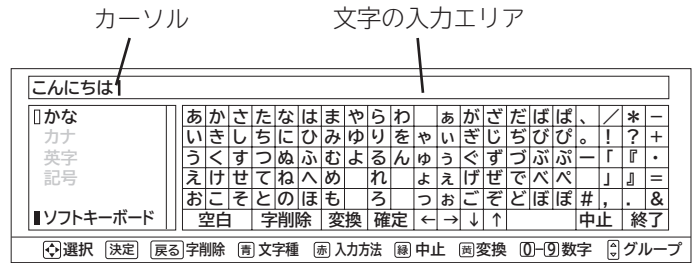 カーソル 文字の入力エリア
こんにちは
かな あ か さ た な は ま や ら わ ぁ が ざ だ ば ぱ 、 / * −
カナ い き し ち に ひ み ゆ り を ゃ ぃ ぎ じ ぢ び ぴ 。 ! ? +
英字 う く す つ ぬ ふ む よ る ん ゅ ぅ ぐ ず づ ぶ ぷ ー 「 『 ・
記号 え け せ て ね へ め れ ょ ぇ げ ぜ で べ ぺ 」 』 =
お こ そ と の ほ も ろ っ ぉ ご ぞ ど ぼ ぽ # , . &
ソフトキーボード 空白 字削除 変換 確定 ← → ↓ ↑ 中止 終了
選択 決定 戻る 字削除 青 文字種 赤 入力方法 緑 中止 黄 変換 0-9 数字 グループ